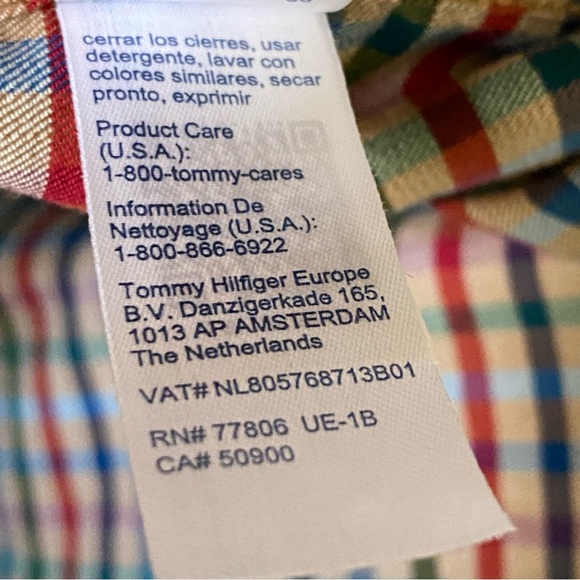 cerrar los cierres, usar
detergente, lavar con
colores similares, secar
pronto, exprimir
Product Care
(U.S.A.):
1-800-tommy-cares
Information De
Nettoyage (U.S.A.):
1-800-866-6922
Tommy Hilfiger Europe
B.V. Danzigerkade 165,
1013 AP AMSTERDAM
The Netherlands
VAT# NL805768713B01
RN# 77806 UE-1B
CA# 50900